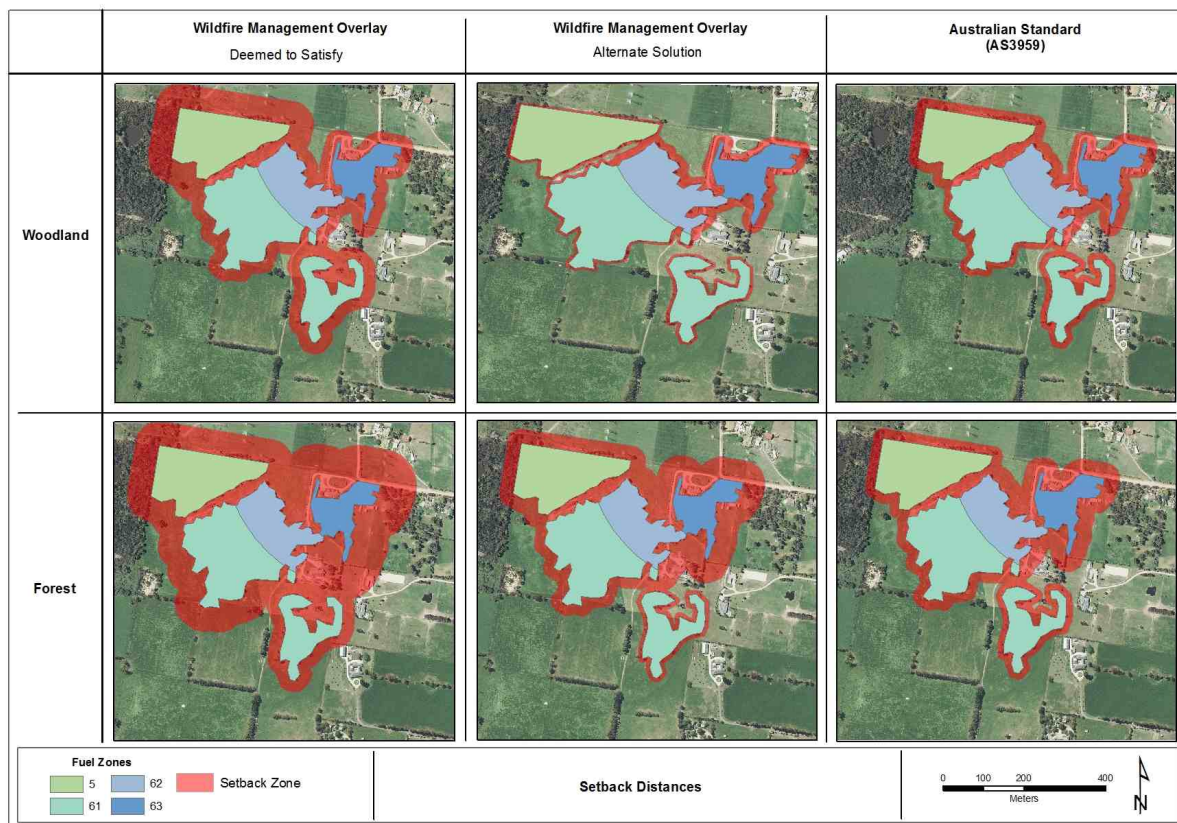 Wildfire Management Overlay
Deemed to Satisfy
Wildfire Management Overlay
Alternate Solution
Australian Standard
(AS3959)
Woodland
Forest
Fuel Zones
5
62
Setback Zone
61
63
Setback Distances
0 100 200 400
Meters
N